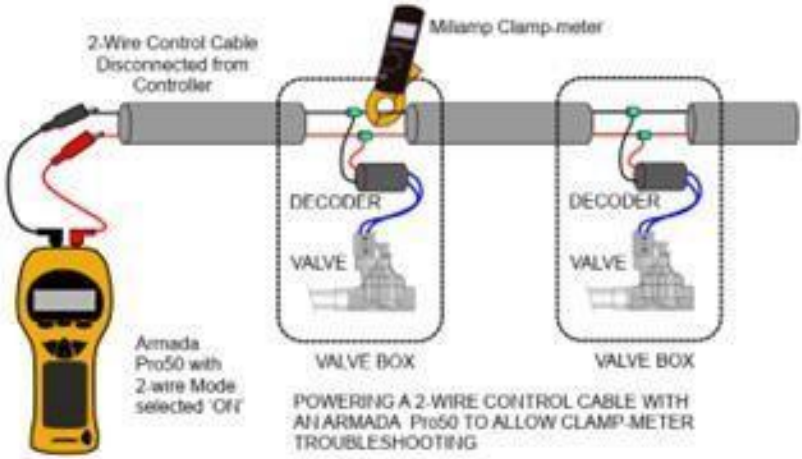 2-Wire Control Cable
Disconnected from
Controller
Miliamp Clamp-meter
DECODER
VALVE
VALVE BOX
DECODER
VALVE
VALVE BOX
Armada
Pro50 with
2-wire Mode
selected 'ON'
POWERING A 2-WIRE CONTROL CABLE WITH
AN ARMADA Pro50 TO ALLOW CLAMP-METER
TROUBLESHOOTING